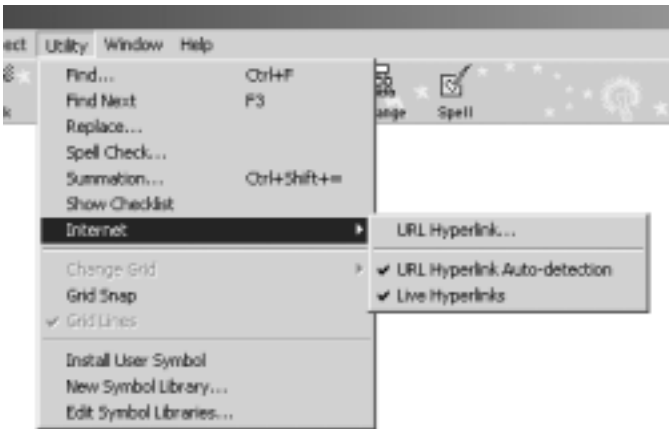 ect Utility Window Help
Find... Ctrl+F
Find Next F3
Replace...
Spell Check...
Summation... Ctrl+Shift+=
Show Checklist
Internet
Change Grid
Grid Snap
Grid Lines
Install User Symbol
New Symbol Library...
Edit Symbol Libraries...
k
ange Spell
URL Hyperlink...
URL Hyperlink Auto-detection
Live Hyperlinks